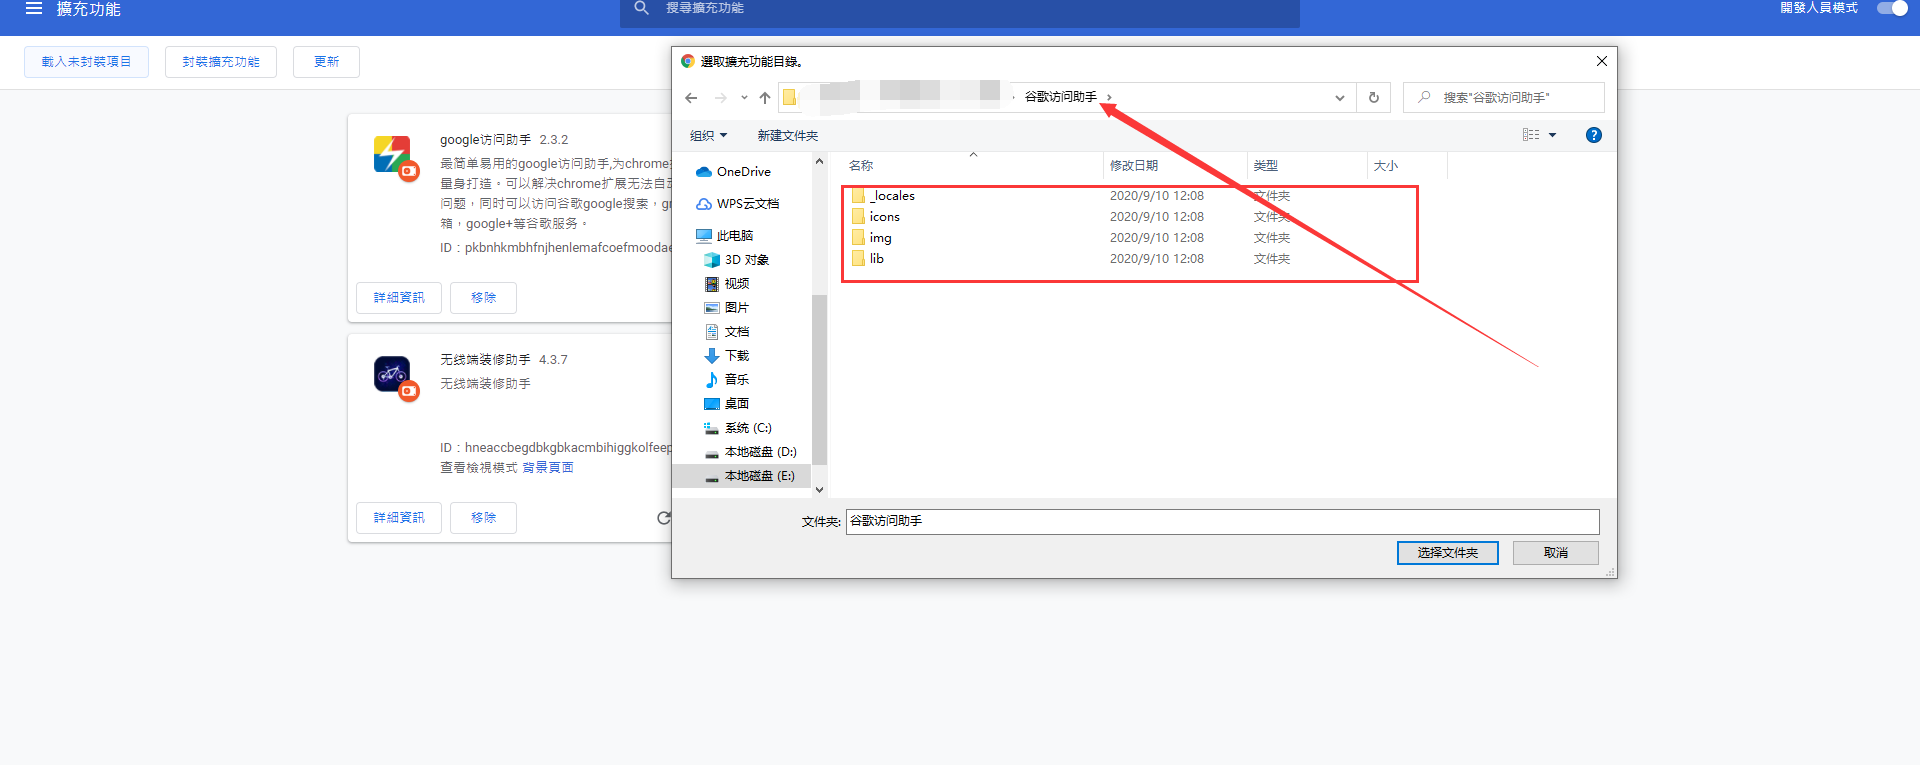 擴充功能
搜尋擴充功能
開發人員模式
載入未封裝項目
封裝擴充功能
更新
google访问助手 2.3.2
最简单易用的google访问助手,为chrome
量身打造。可以解决chrome扩展无法自
问题，同时可以访问谷歌google搜索，g
箱，google+等谷歌服务。
ID：pkbnhkmbhfnjhenlemafcoefmoodae
詳細資訊
移除
无线端装修助手 4.3.7
无线端装修助手
ID：hneaccbegdbkgbkacmbihiggkolfeep
查看檢視模式 背景頁面
詳細資訊
移除
選取擴充功能目錄。
谷歌访问助手
搜索"谷歌访问助手"
组织
新建文件夹
OneDrive
WPS云文档
此电脑
3D 对象
视频
图片
文档
下载
音乐
桌面
系统 (C:)
本地磁盘 (D:)
本地磁盘 (E:)
名称 修改日期 类型 大小
_locales 2020/9/10 12:08 文件夹
icons 2020/9/10 12:08 文件夹
img 2020/9/10 12:08 文件夹
lib 2020/9/10 12:08 文件夹
文件夹: 谷歌访问助手
选择文件夹
取消